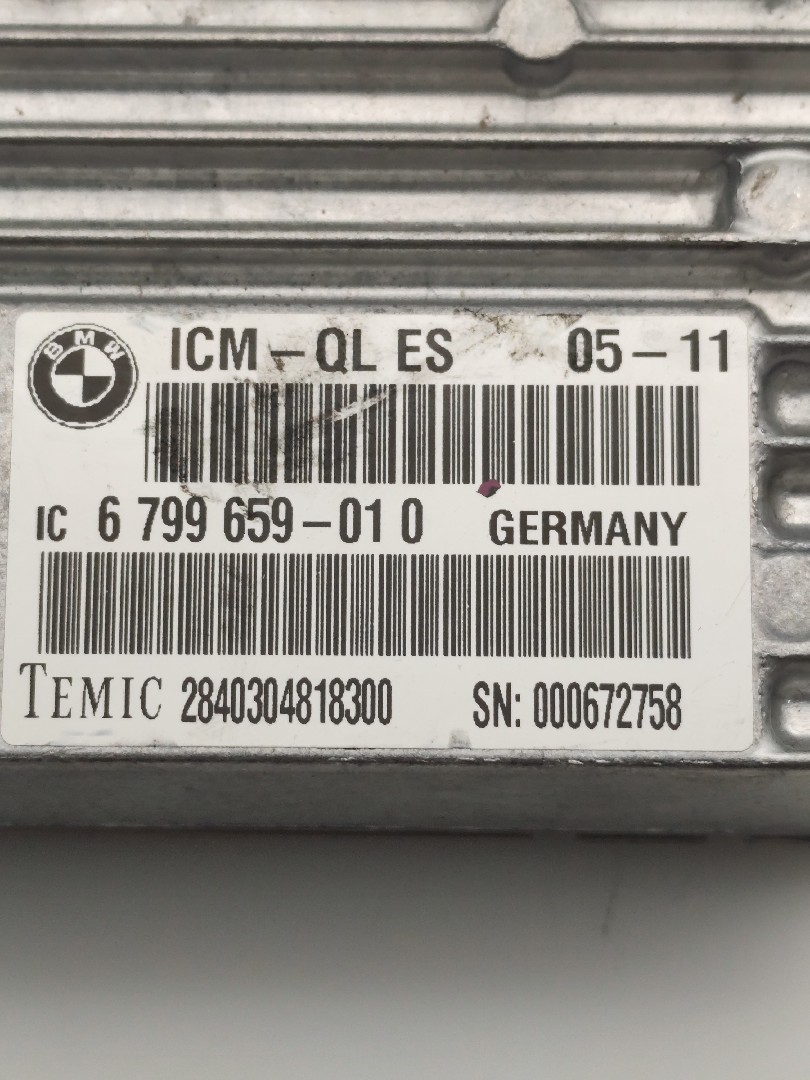 BMW
ICM-QL ES 05-11
IC 6 799 659-01 0 GERMANY
TEMIC 2840304818300 SN: 000672758